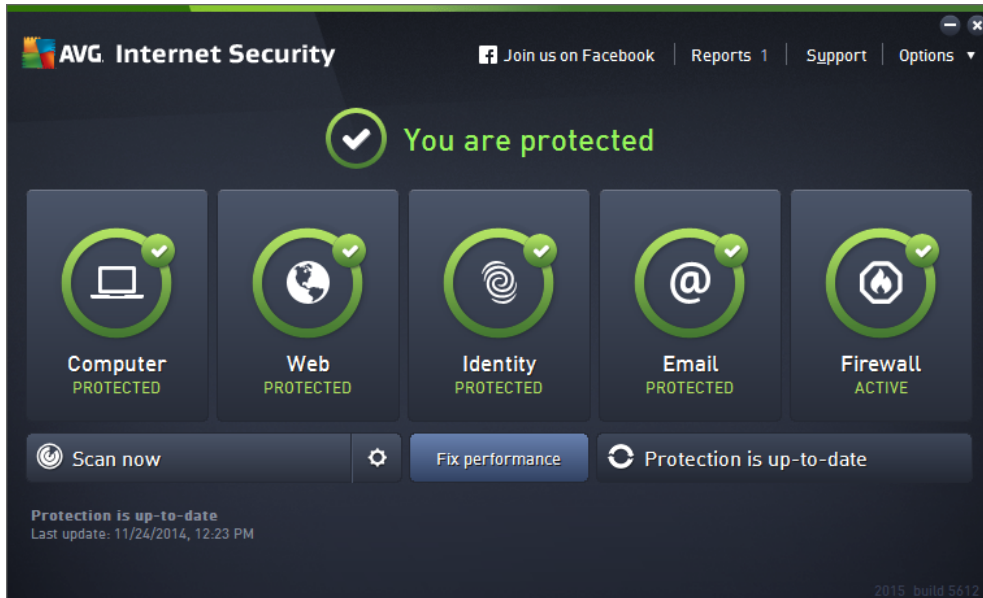 AVG Internet Security
Join us on Facebook
Reports 1
Support
Options
You are protected
Computer
PROTECTED
Web
PROTECTED
Identity
PROTECTED
@
Email
PROTECTED
Firewall
ACTIVE
Scan now
Fix performance
Protection is up-to-date
Protection is up-to-date
Last update: 11/24/2014, 12:23 PM
2015 build 5612